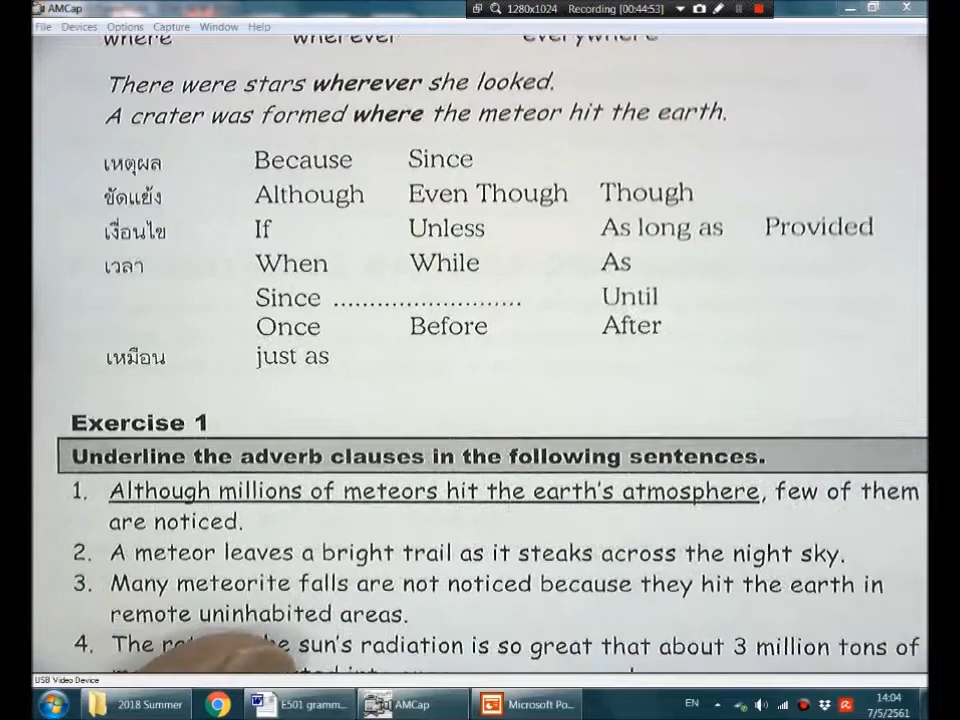 AMCap
1280x1024 Recording [00:44:53]
File Devices Options Capture Window Help
where wherever everywhere
There were stars wherever she looked.
A crater was formed where the meteor hit the earth.
เหตุผล Because Since
ขัดแย้ง Although Even Though Though
เงื่อนไข If Unless As long as Provided
เวลา When While As
Since .......................... Until
Once Before After
เหมือน just as
Exercise 1
Underline the adverb clauses in the following sentences.
1. Although millions of meteors hit the earth's atmosphere, few of them
are noticed.
2. A meteor leaves a bright trail as it steaks across the night sky.
3. Many meteorite falls are not noticed because they hit the earth in
remote uninhabited areas.
4. The sun's radiation is so great that about 3 million tons of
USB Video Device
2018 Summer E501 gramm... AMCap Microsoft Po... EN 14:04
7/5/2561